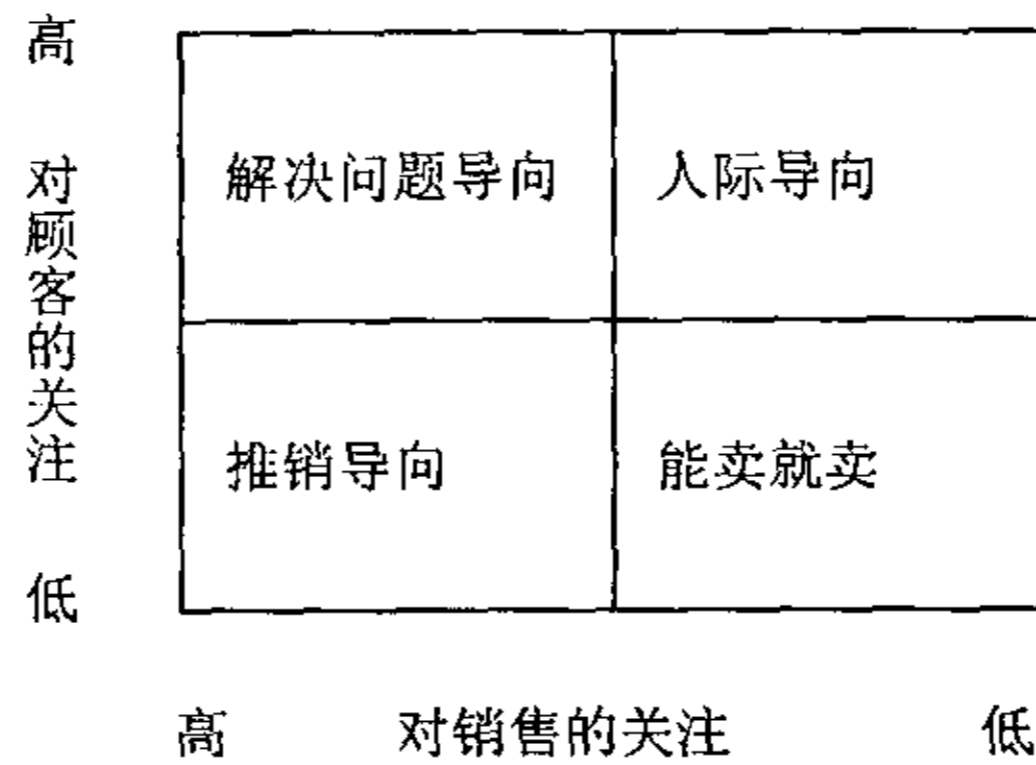 高
对顾客的关注
低
解决问题导向
人际导向
推销导向
能卖就卖
高
对销售的关注
低